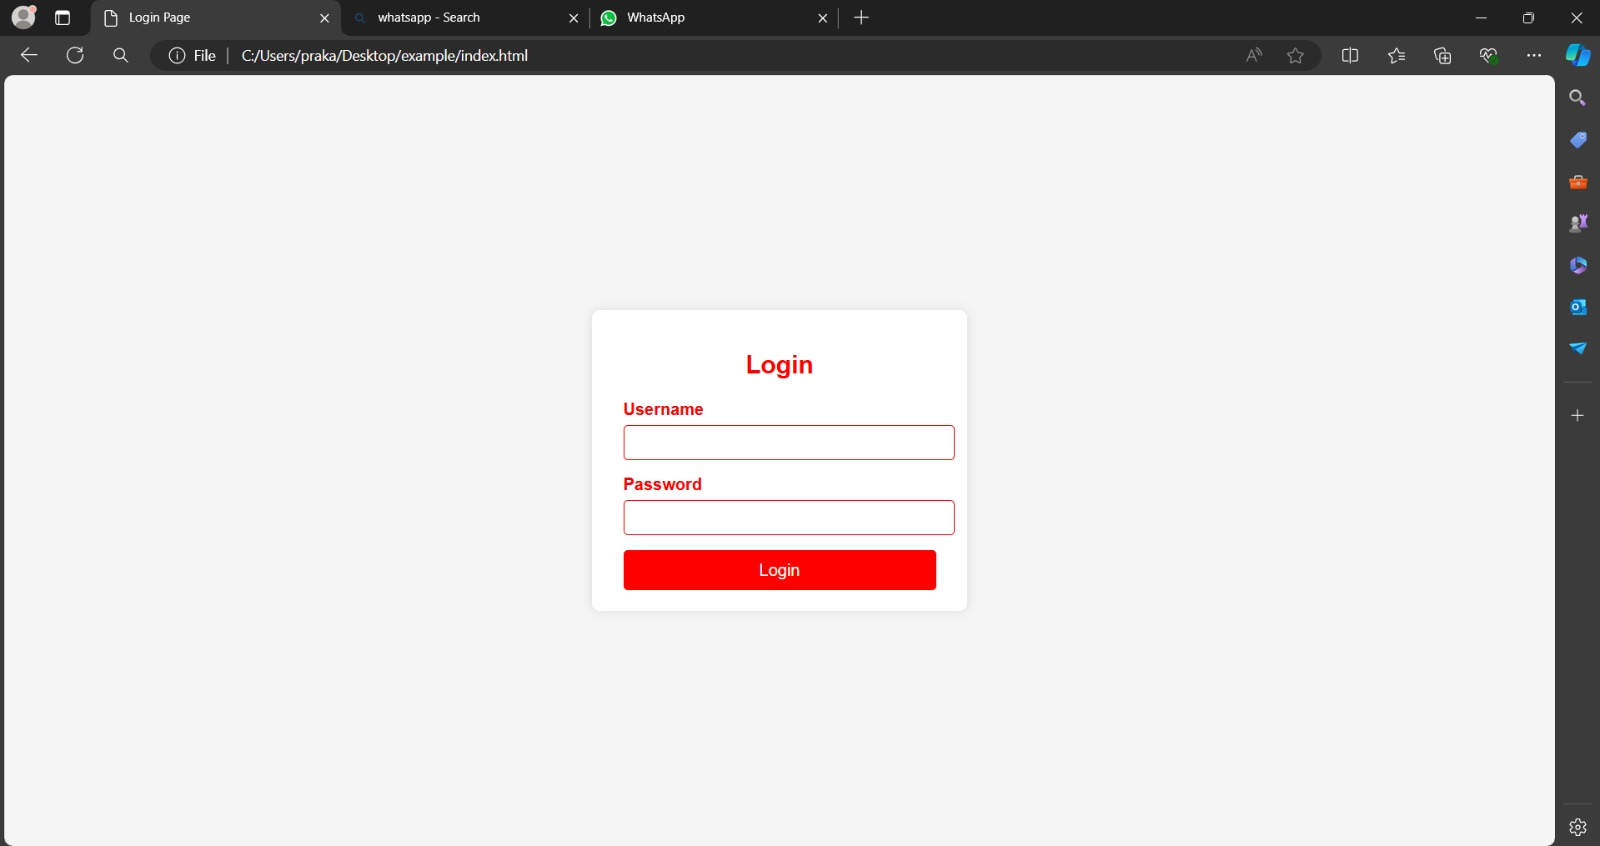 Login Page
whatsapp - Search
WhatsApp
File
C:/Users/praka/Desktop/example/index.html
Login
Username
Password
Login